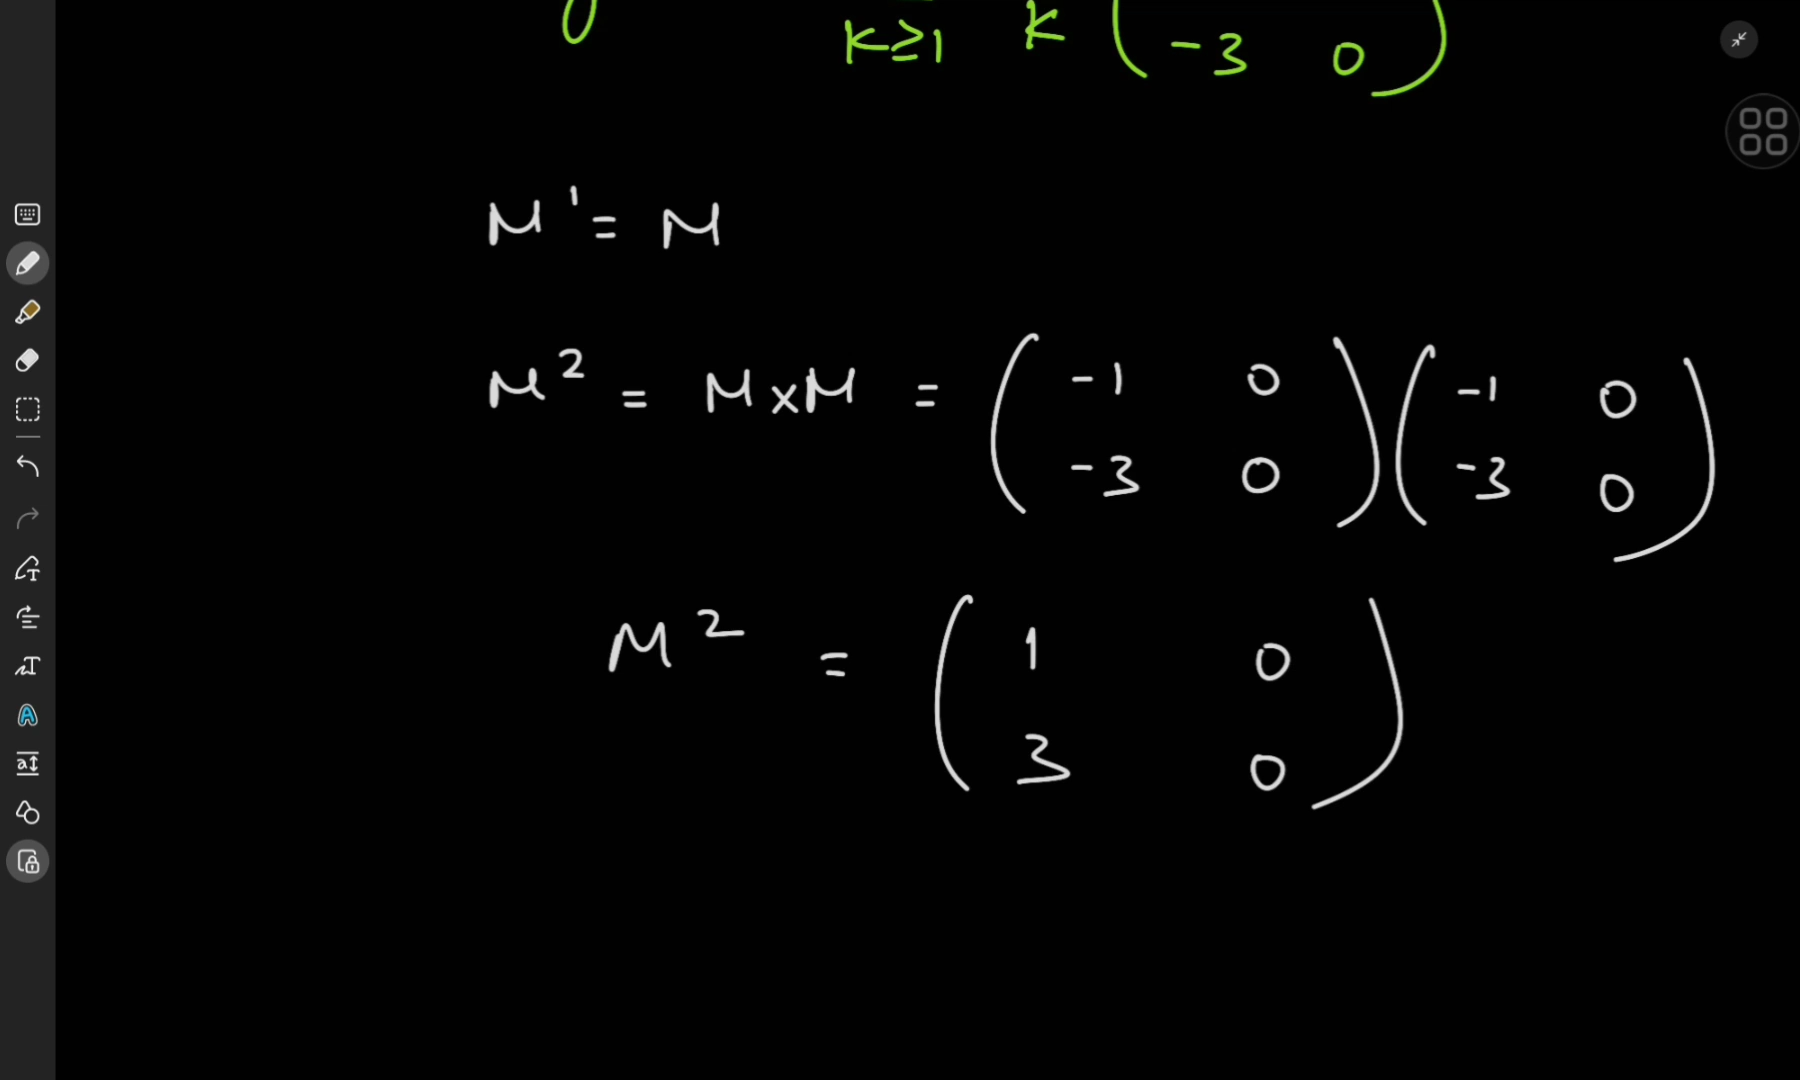 k≥1 k ( -3 0 )
M¹ = M
M² = M×M = ( -1 0 ) ( -1 0 )
( -3 0 ) ( -3 0 )
M² = ( 1 0 )
( 3 0 )